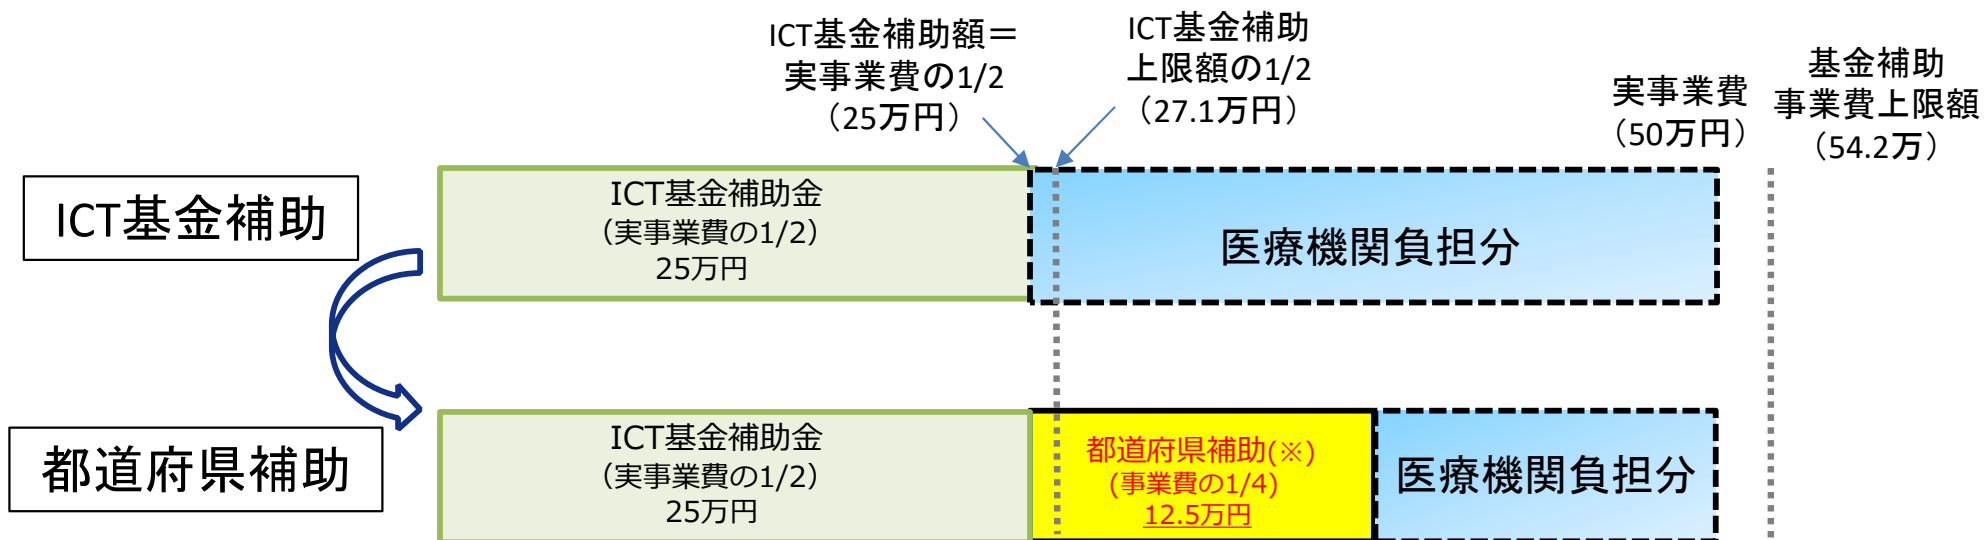 ICT基金補助額＝
実事業費の1/2
（25万円）
ICT基金補助
上限額の1/2
（27.1万円）
実事業費
（50万円）
基金補助
事業費上限額
（54.2万）
ICT基金補助
ICT基金補助金
（実事業費の1/2）
25万円
医療機関負担分
都道府県補助
ICT基金補助金
（実事業費の1/2）
25万円
都道府県補助(※)
(事業費の1/4)
12.5万円
医療機関負担分